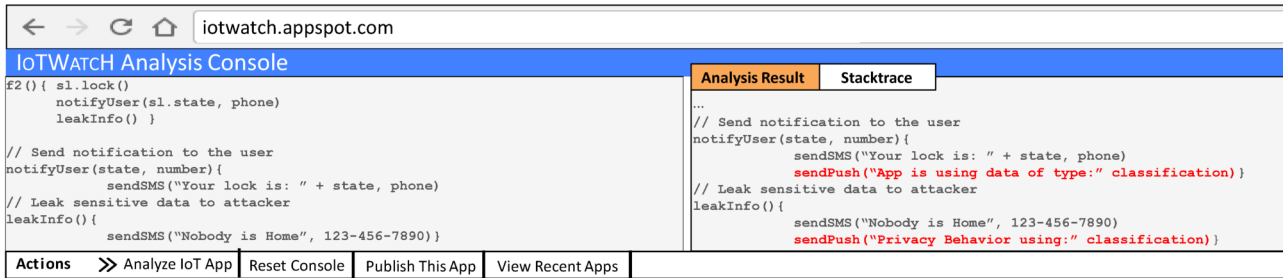 iotwatch.appspot.com
IOTWATCH Analysis Console
f2(){ sl.lock()
notifyUser(sl.state, phone)
leakInfo() }
// Send notification to the user
notifyUser(state, number){
sendSMS(“Your lock is: ” + state, phone)
// Leak sensitive data to attacker
leakInfo(){
sendSMS(“Nobody is Home”, 123-456-7890)}
Analysis Result
Stacktrace
...
// Send notification to the user
notifyUser(state, number){
sendSMS(“Your lock is: ” + state, phone)
sendPush(“App is using data of type:” classification)}
// Leak sensitive data to attacker
leakInfo(){
sendSMS(“Nobody is Home”, 123-456-7890)
sendPush(“Privacy Behavior using:” classification)}
Actions >> Analyze IoT App Reset Console Publish This App View Recent Apps